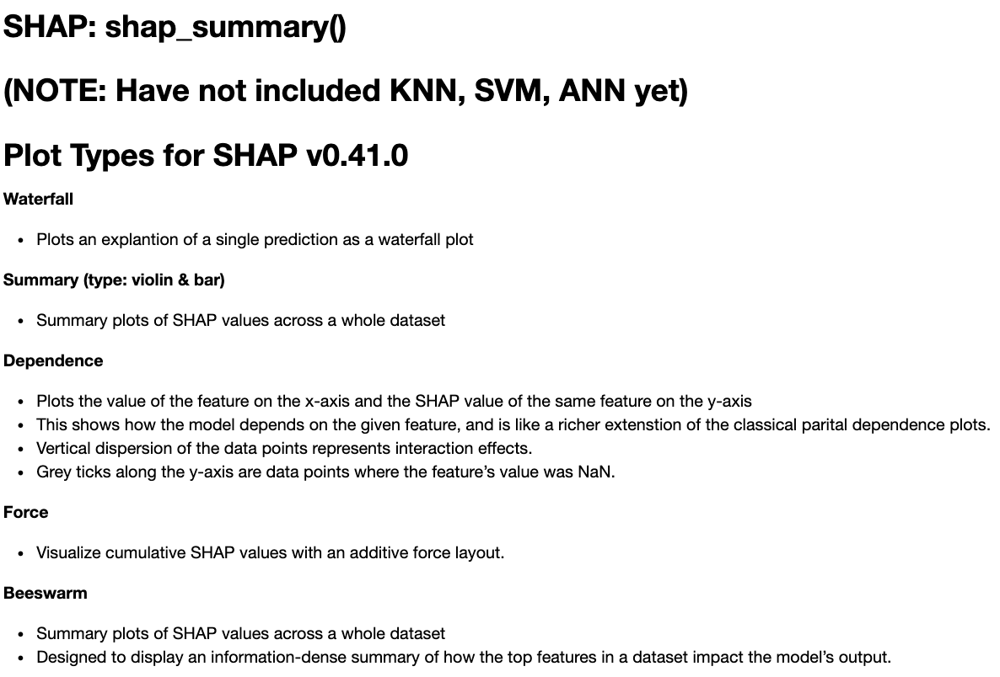 SHAP: shap_summary()
(NOTE: Have not included KNN, SVM, ANN yet)
Plot Types for SHAP v0.41.0
Waterfall
• Plots an explantion of a single prediction as a waterfall plot
Summary (type: violin & bar)
• Summary plots of SHAP values across a whole dataset
Dependence
• Plots the value of the feature on the x-axis and the SHAP value of the same feature on the y-axis
• This shows how the model depends on the given feature, and is like a richer extenstion of the classical parital dependence plots.
• Vertical dispersion of the data points represents interaction effects.
• Grey ticks along the y-axis are data points where the feature’s value was NaN.
Force
• Visualize cumulative SHAP values with an additive force layout.
Beeswarm
• Summary plots of SHAP values across a whole dataset
• Designed to display an information-dense summary of how the top features in a dataset impact the model’s output.